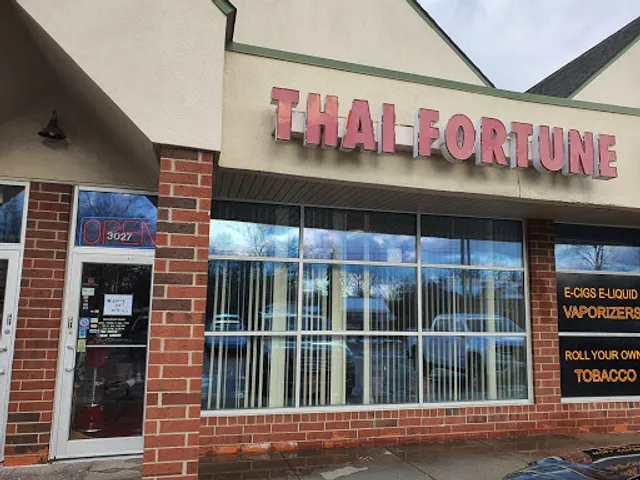 THAI FORTUNE
OPEN
3027
E-CIGS E-LIQUID
VAPORIZERS
ROLL YOUR OWN
TOBACCO